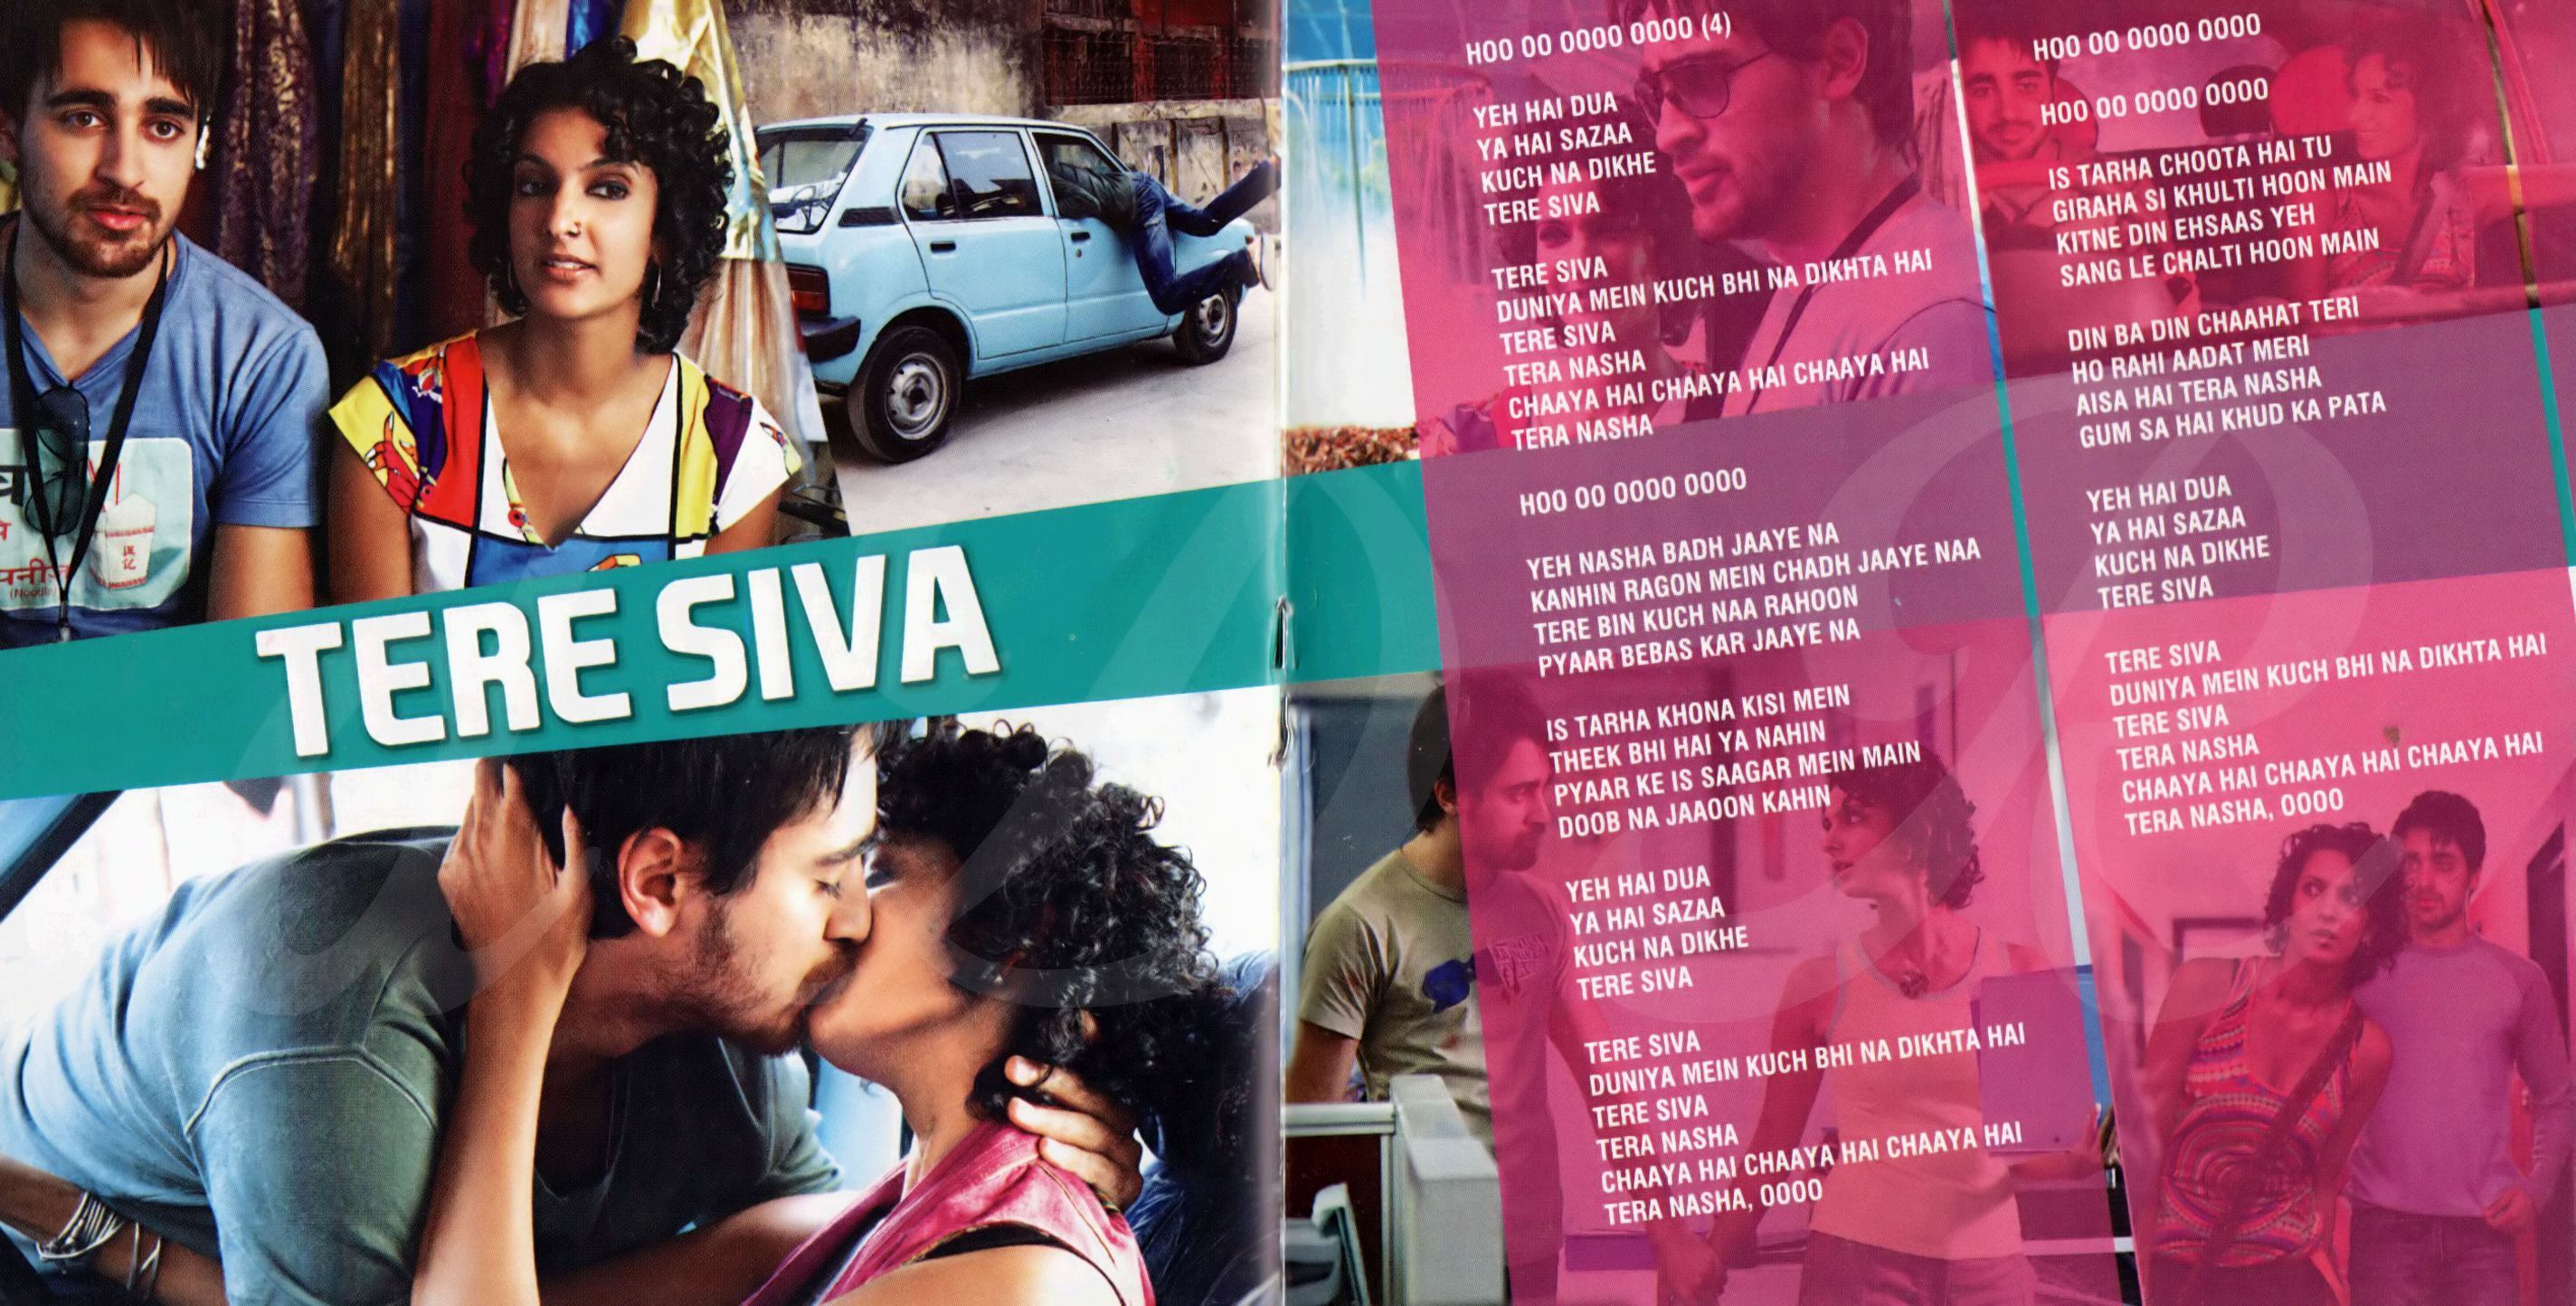 TERE SIVA
HOO OO OOOO OOOO (4)
YEH HAI DUA
YA HAI SAZAA
KUCH NA DIKHE
TERE SIVA
TERE SIVA
DUNIYA MEIN KUCH BHI NA DIKHTA HAI
TERE SIVA
TERA NASHA
CHAAYA HAI CHAAYA HAI CHAAYA HAI
TERA NASHA
HOO OO OOOO OOOO
YEH NASHA BADH JAAYE NA
KANHIN RAGON MEIN CHADH JAAYE NAA
TERE BIN KUCH NAA RAHOON
PYAAR BEBAS KAR JAAYE NA
IS TARHA KHONA KISI MEIN
THEEK BHI HAI YA NAHIN
PYAAR KE IS SAAGAR MEIN MAIN
DOOB NA JAAOON KAHIN
YEH HAI DUA
YA HAI SAZAA
KUCH NA DIKHE
TERE SIVA
TERE SIVA
DUNIYA MEIN KUCH BHI NA DIKHTA HAI
TERE SIVA
TERA NASHA
CHAAYA HAI CHAAYA HAI CHAAYA HAI
TERA NASHA, OOOO
HOO OO OOOO OOOO
HOO OO OOOO OOOO
IS TARHA CHOOTA HAI TU
GIRAHA SI KHULTI HOON MAIN
KITNE DIN EHSAAS YEH
SANG LE CHALTI HOON MAIN
DIN BA DIN CHAAHAT TERI
HO RAHI AADAT MERI
AISA HAI TERA NASHA
GUM SA HAI KHUD KA PATA
YEH HAI DUA
YA HAI SAZAA
KUCH NA DIKHE
TERE SIVA
TERE SIVA
DUNIYA MEIN KUCH BHI NA DIKHTA HAI
TERE SIVA
TERA NASHA
CHAAYA HAI CHAAYA HAI CHAAYA HAI
TERA NASHA, OOOO